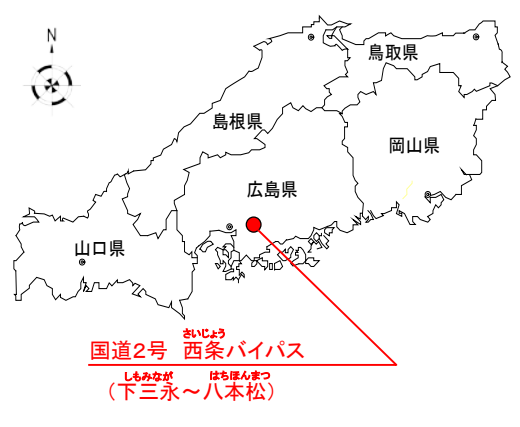 N
鳥取県
島根県
岡山県
広島県
山口県
さいじょう
国道2号 西条バイパス
しもみなが はちほんまつ
(下三永~八本松)